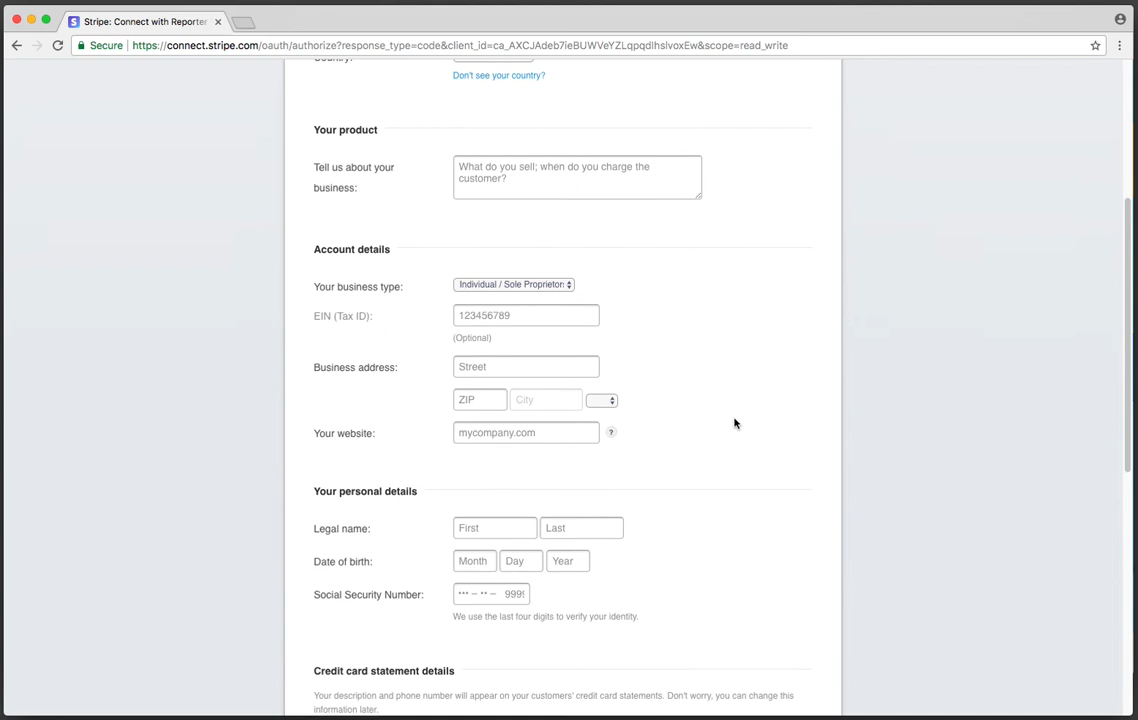 Stripe: Connect with Reporter
Secure https://connect.stripe.com/oauth/authorize?response_type=code&client_id=ca_AXCJAdeb7ieBUWVeYZLqpqdlhslvoxEw&scope=read_write
Country:
Don't see your country?
Your product
Tell us about your
business:
What do you sell; when do you charge the
customer?
Account details
Your business type:
Individual / Sole Proprietors
EIN (Tax ID):
123456789
(Optional)
Business address:
Street
ZIP City
Your website:
mycompany.com ?
Your personal details
Legal name:
First Last
Date of birth:
Month Day Year
Social Security Number:
••• – •• – 9999
We use the last four digits to verify your identity.
Credit card statement details
Your description and phone number will appear on your customers' credit card statements. Don't worry, you can change this
information later.